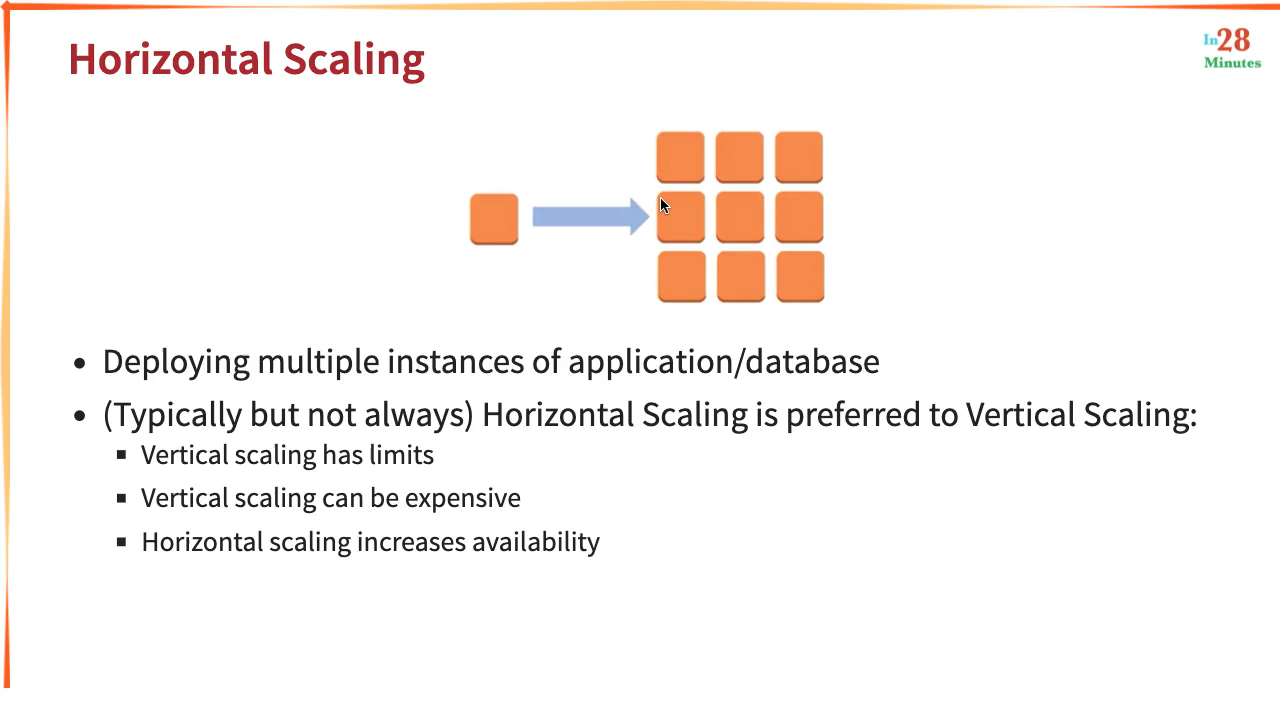 Horizontal Scaling
In28
Minutes
• Deploying multiple instances of application/database
• (Typically but not always) Horizontal Scaling is preferred to Vertical Scaling:
▪ Vertical scaling has limits
▪ Vertical scaling can be expensive
▪ Horizontal scaling increases availability